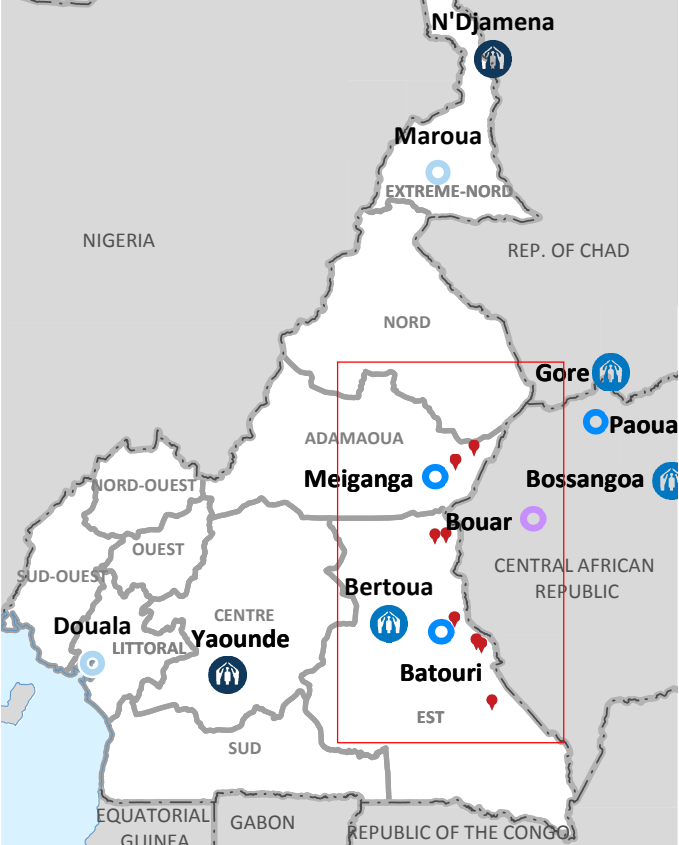 N'Djamena
Maroua
EXTREME-NORD
NIGERIA
REP. OF CHAD
NORD
Gore
Paoua
ADAMAOUA
Meiganga
Bossangoa
NORD-OUEST
Bouar
OUEST
CENTRAL AFRICAN
REPUBLIC
SUD-OUEST
Bertoua
CENTRE
Douala
Yaounde
LITTORAL
Batouri
EST
SUD
EQUATORIAL
GUINEA
GABON
REPUBLIC OF THE CONGO